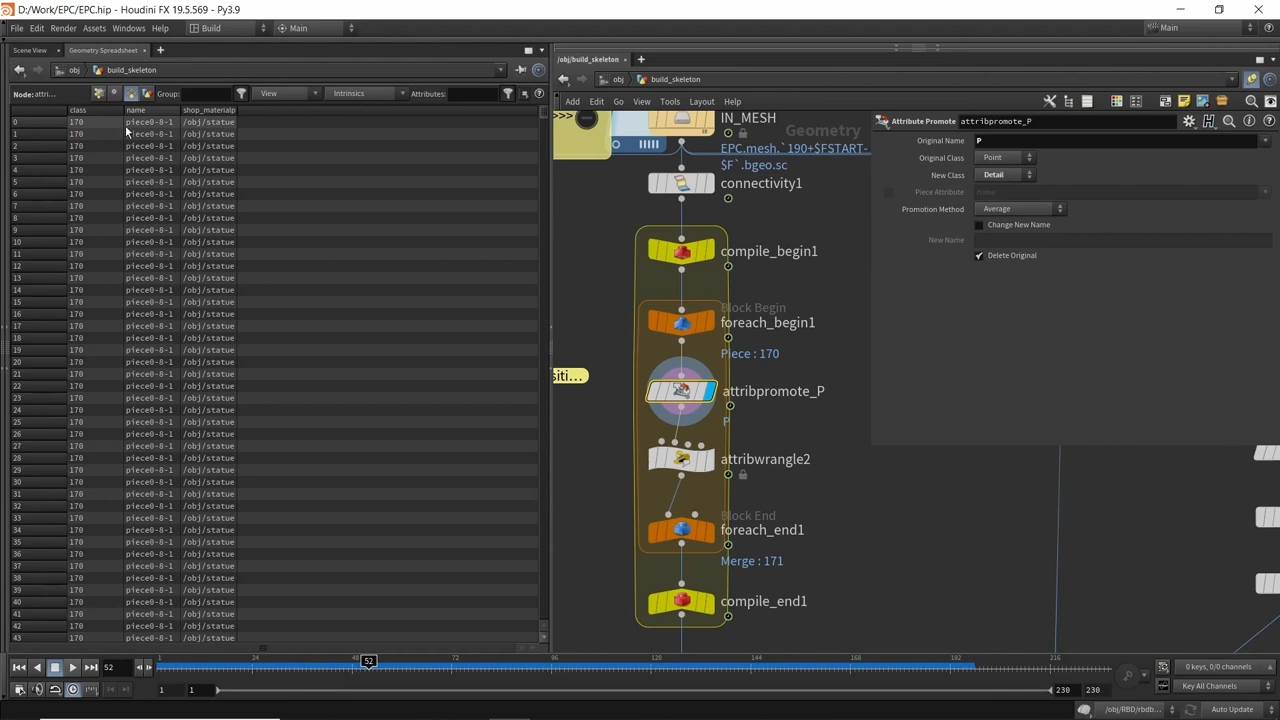 D:/Work/EPC/EPC.hip - Houdini FX 19.5.569 - Py3.9
File Edit Render Assets Windows Help Build Main Main
Scene View Geometry Spreadsheet
obj build_skeleton
Node: attri... Group: View Intrinsics Attributes:
class name shop_materialp
0 170 piece0-8-1 /obj/statue
1 170 piece0-8-1 /obj/statue
2 170 piece0-8-1 /obj/statue
3 170 piece0-8-1 /obj/statue
4 170 piece0-8-1 /obj/statue
5 170 piece0-8-1 /obj/statue
6 170 piece0-8-1 /obj/statue
7 170 piece0-8-1 /obj/statue
8 170 piece0-8-1 /obj/statue
9 170 piece0-8-1 /obj/statue
10 170 piece0-8-1 /obj/statue
11 170 piece0-8-1 /obj/statue
12 170 piece0-8-1 /obj/statue
13 170 piece0-8-1 /obj/statue
14 170 piece0-8-1 /obj/statue
15 170 piece0-8-1 /obj/statue
16 170 piece0-8-1 /obj/statue
17 170 piece0-8-1 /obj/statue
18 170 piece0-8-1 /obj/statue
19 170 piece0-8-1 /obj/statue
20 170 piece0-8-1 /obj/statue
21 170 piece0-8-1 /obj/statue
22 170 piece0-8-1 /obj/statue
23 170 piece0-8-1 /obj/statue
24 170 piece0-8-1 /obj/statue
25 170 piece0-8-1 /obj/statue
26 170 piece0-8-1 /obj/statue
27 170 piece0-8-1 /obj/statue
28 170 piece0-8-1 /obj/statue
29 170 piece0-8-1 /obj/statue
30 170 piece0-8-1 /obj/statue
31 170 piece0-8-1 /obj/statue
32 170 piece0-8-1 /obj/statue
33 170 piece0-8-1 /obj/statue
34 170 piece0-8-1 /obj/statue
35 170 piece0-8-1 /obj/statue
36 170 piece0-8-1 /obj/statue
37 170 piece0-8-1 /obj/statue
38 170 piece0-8-1 /obj/statue
39 170 piece0-8-1 /obj/statue
40 170 piece0-8-1 /obj/statue
41 170 piece0-8-1 /obj/statue
42 170 piece0-8-1 /obj/statue
43 170 piece0-8-1 /obj/statue
/obj/build_skeleton
obj build_skeleton
Add Edit Go View Tools Layout Help
>>>
IN_MESH
Geometry
EPC.mesh.`190+$FSTART-
$F`.bgeo.sc
connectivity1
compile_begin1
Block Begin
foreach_begin1
Piece : 170
siti...
attribpromote_P
P
attribwrangle2
Block End
foreach_end1
Merge : 171
compile_end1
Attribute Promote attribpromote_P
Original Name P
Original Class Point
New Class Detail
Piece Attribute name
Promotion Method Average
Change New Name
New Name
Delete Original
52
1 24 48 52 72 96 120 144 168 192 216
1 1 230 230
0 keys, 0/0 channels
Key All Channels
/obj/RBD/rbdb... Auto Update